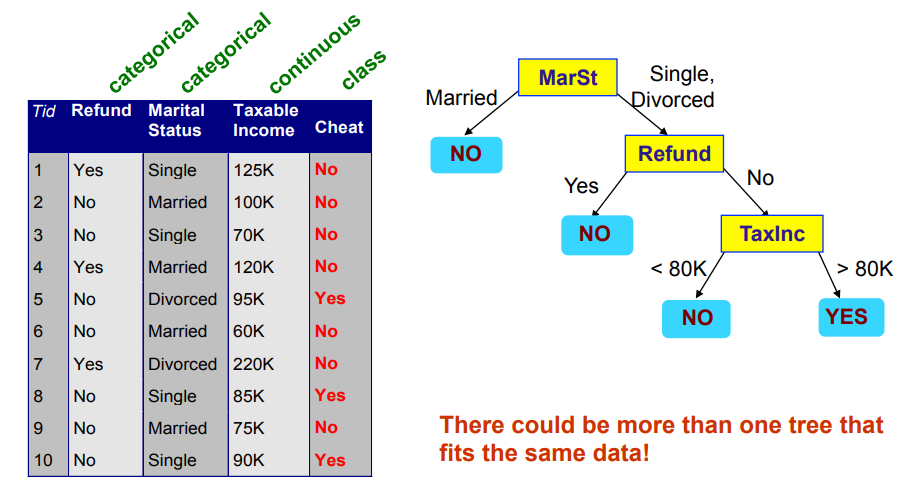 categorical
categorical
continuous
class
Tid Refund Marital Status Taxable Income Cheat
1 Yes Single 125K No
2 No Married 100K No
3 No Single 70K No
4 Yes Married 120K No
5 No Divorced 95K Yes
6 No Married 60K No
7 Yes Divorced 220K No
8 No Single 85K Yes
9 No Married 75K No
10 No Single 90K Yes
MarSt
Married
Single,
Divorced
NO
Refund
Yes
No
NO
TaxInc
< 80K
> 80K
NO
YES
There could be more than one tree that
fits the same data!